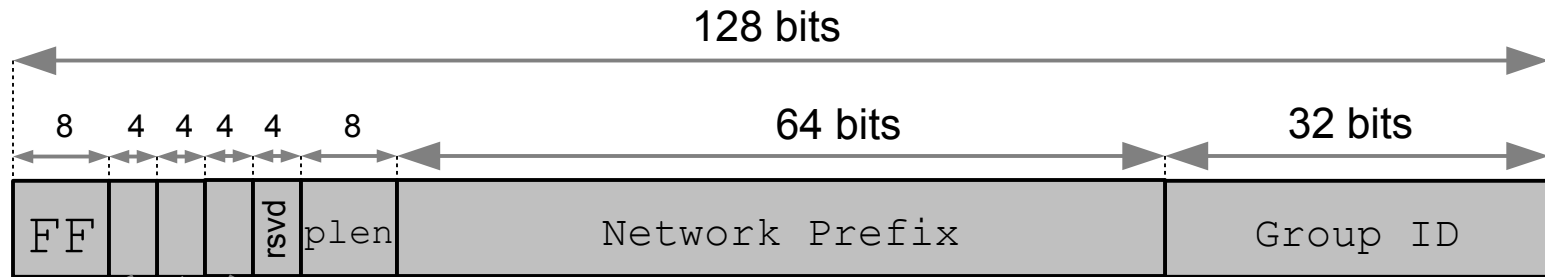 128 bits
8 4 4 4 4 8 64 bits 32 bits
FF rsvd plen Network Prefix Group ID